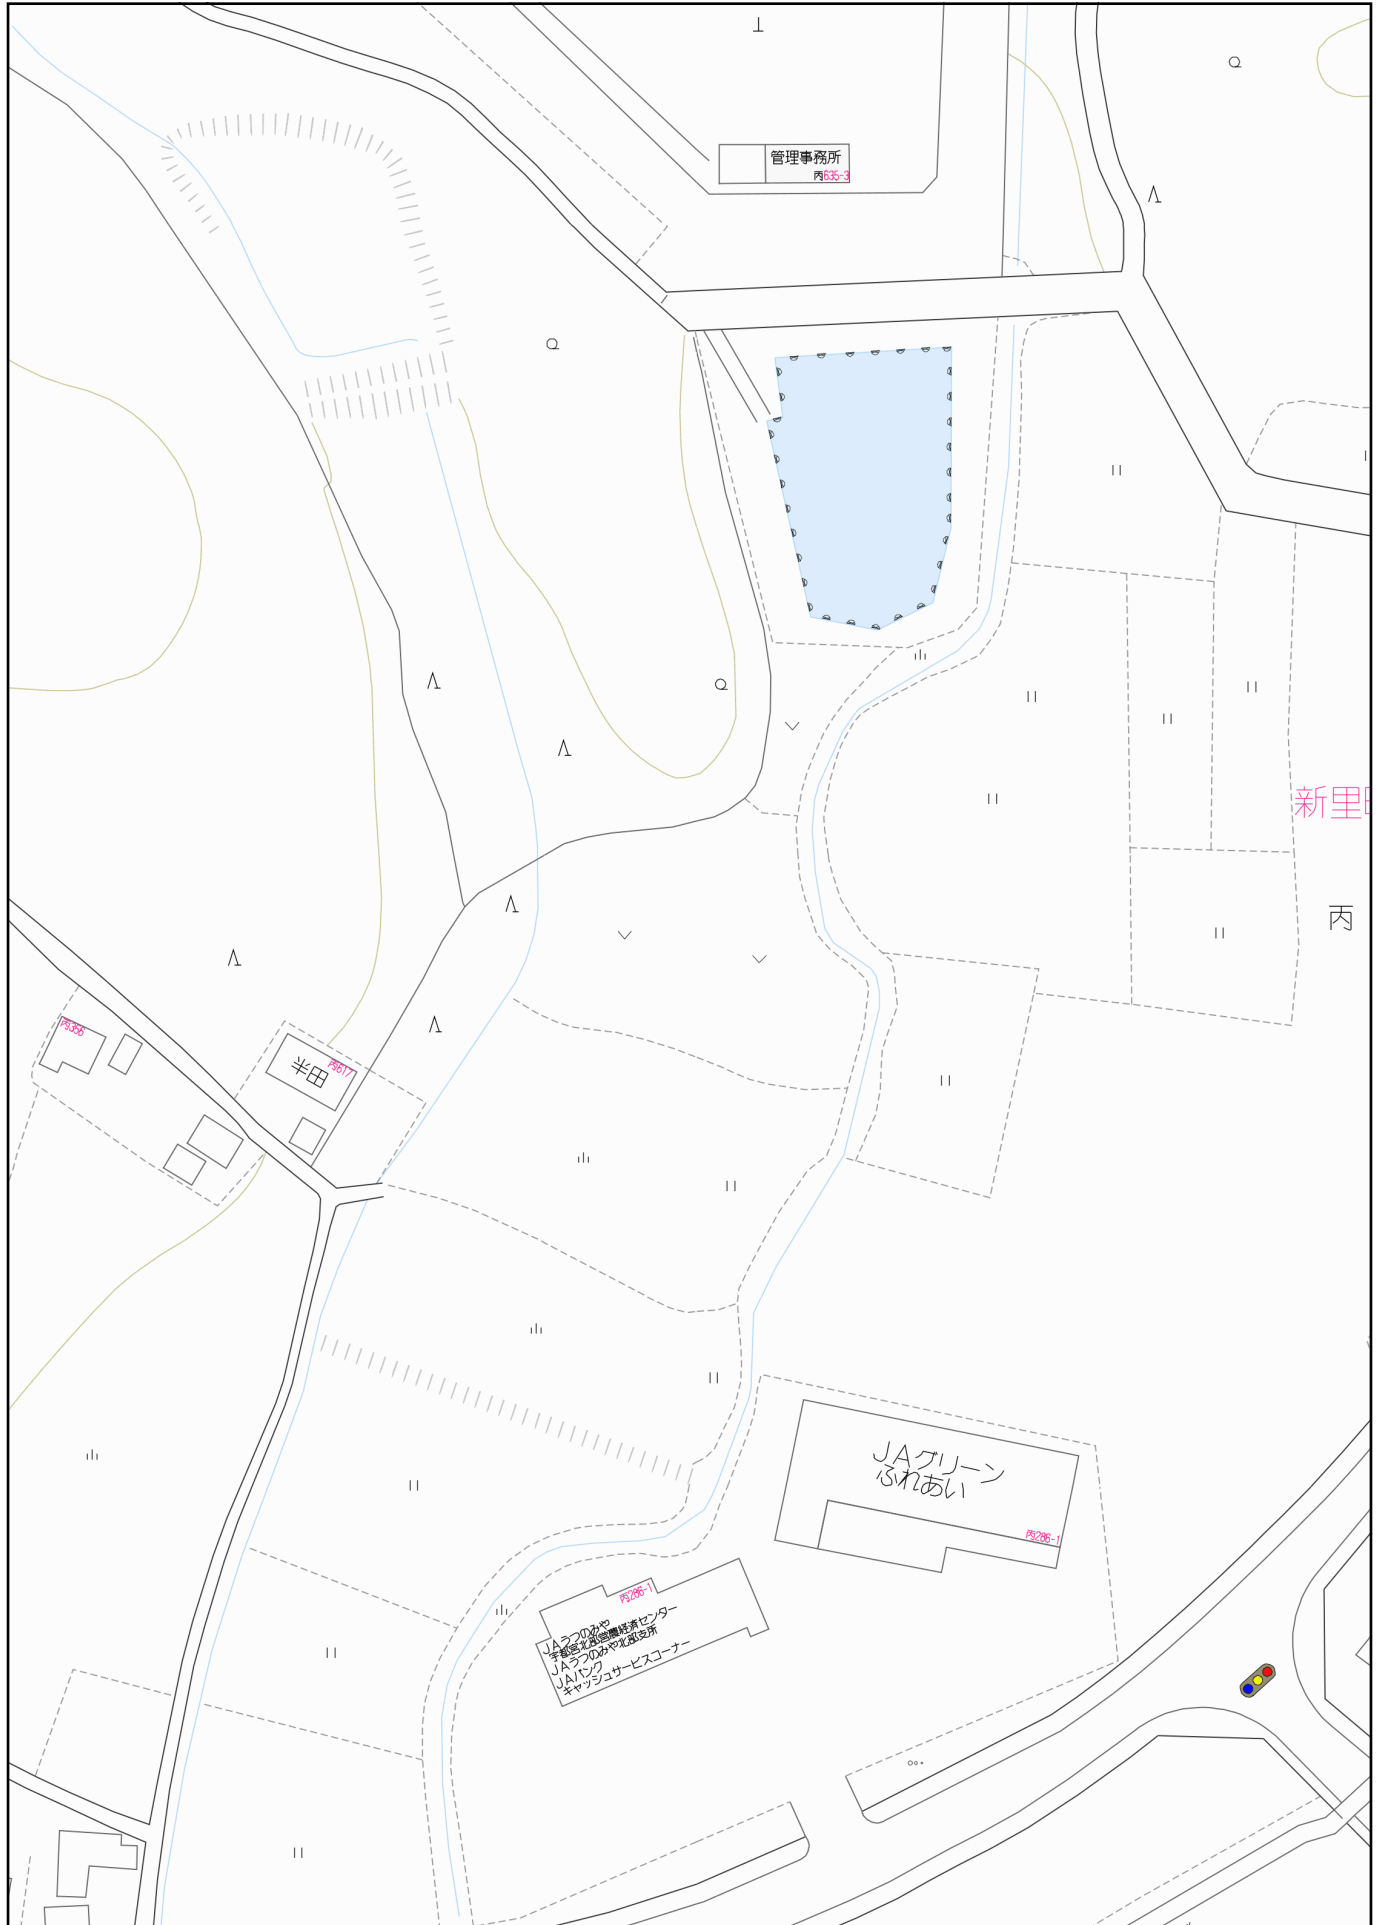 管理事務所
丙635-3
新里
丙
丙356
丙617
米田
JAグリーン
ふれあい
丙286-1
丙286-1
JAうつのみや
宇都宮北部営農経済センター
JAうつのみや北部支所
JAバンク
キャッシュサービスコーナー